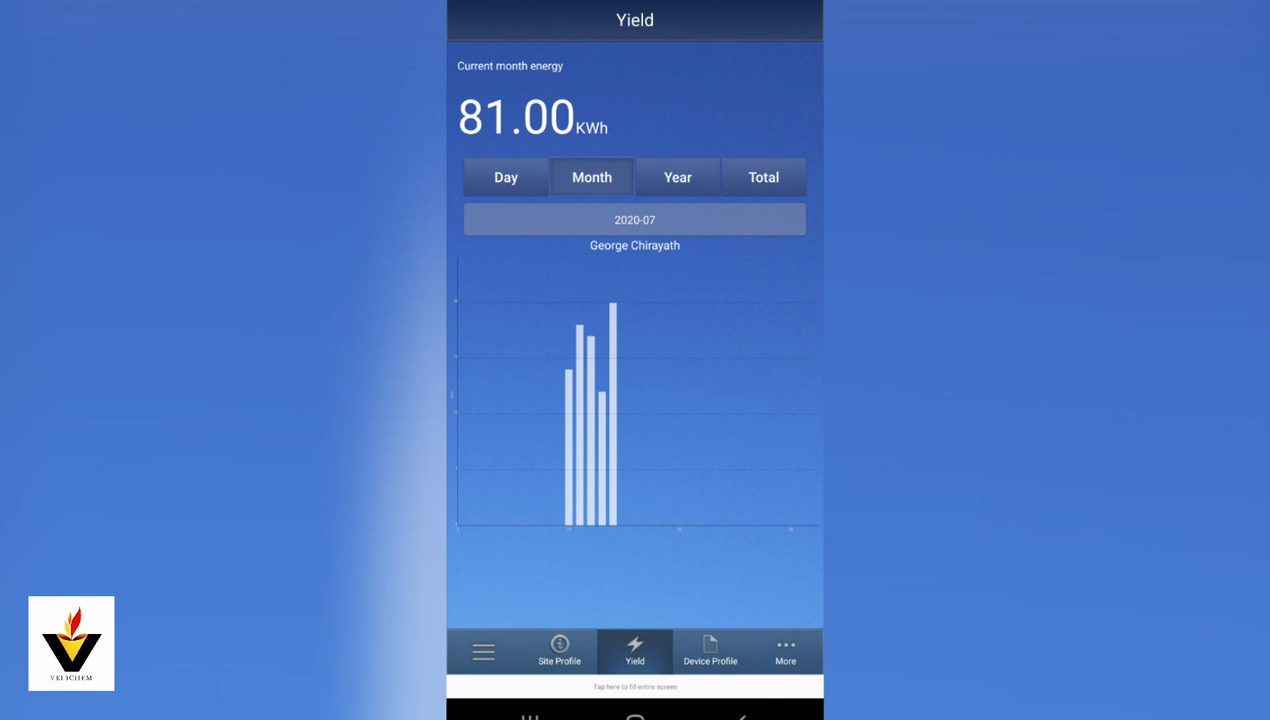 Yield
Current month energy
81.00KWh
Day Month Year Total
2020-07
George Chirayath
Site Profile Yield Device Profile More
Tap here to fill entire screen
VELICHEM